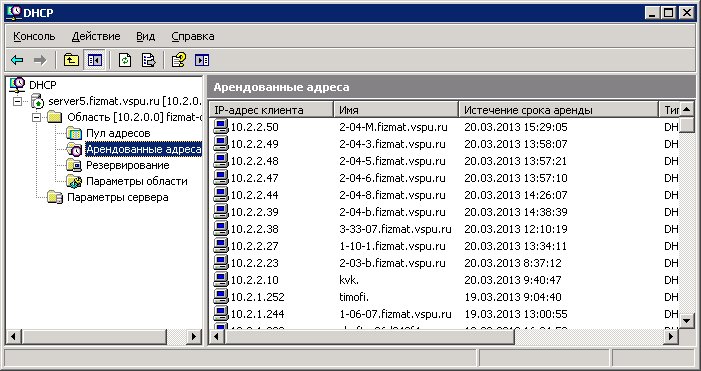 DHCP
Консоль Действие Вид Справка
DHCP
server5.fizmat.vspu.ru [10.2.0.
Область [10.2.0.0] fizmat-
Пул адресов
Арендованные адреса
Резервирование
Параметры области
Параметры сервера
Арендованные адреса
IP-адрес клиента Имя Истечение срока аренды Тип
10.2.2.50 2-04-M.fizmat.vspu.ru 20.03.2013 15:29:05 DH
10.2.2.49 2-04-3.fizmat.vspu.ru 20.03.2013 13:58:07 DH
10.2.2.48 2-04-5.fizmat.vspu.ru 20.03.2013 13:57:21 DH
10.2.2.47 2-04-6.fizmat.vspu.ru 20.03.2013 13:57:10 DH
10.2.2.44 2-04-8.fizmat.vspu.ru 20.03.2013 14:26:07 DH
10.2.2.39 2-04-b.fizmat.vspu.ru 20.03.2013 14:38:39 DH
10.2.2.38 3-33-07.fizmat.vspu.ru 20.03.2013 12:10:19 DH
10.2.2.27 1-10-1.fizmat.vspu.ru 20.03.2013 13:34:11 DH
10.2.2.23 2-03-b.fizmat.vspu.ru 20.03.2013 8:37:12 DH
10.2.2.10 kvk. 20.03.2013 9:40:47 DH
10.2.1.252 timofi. 19.03.2013 9:04:40 DH
10.2.1.244 1-06-07.fizmat.vspu.ru 19.03.2013 13:00:55 DH